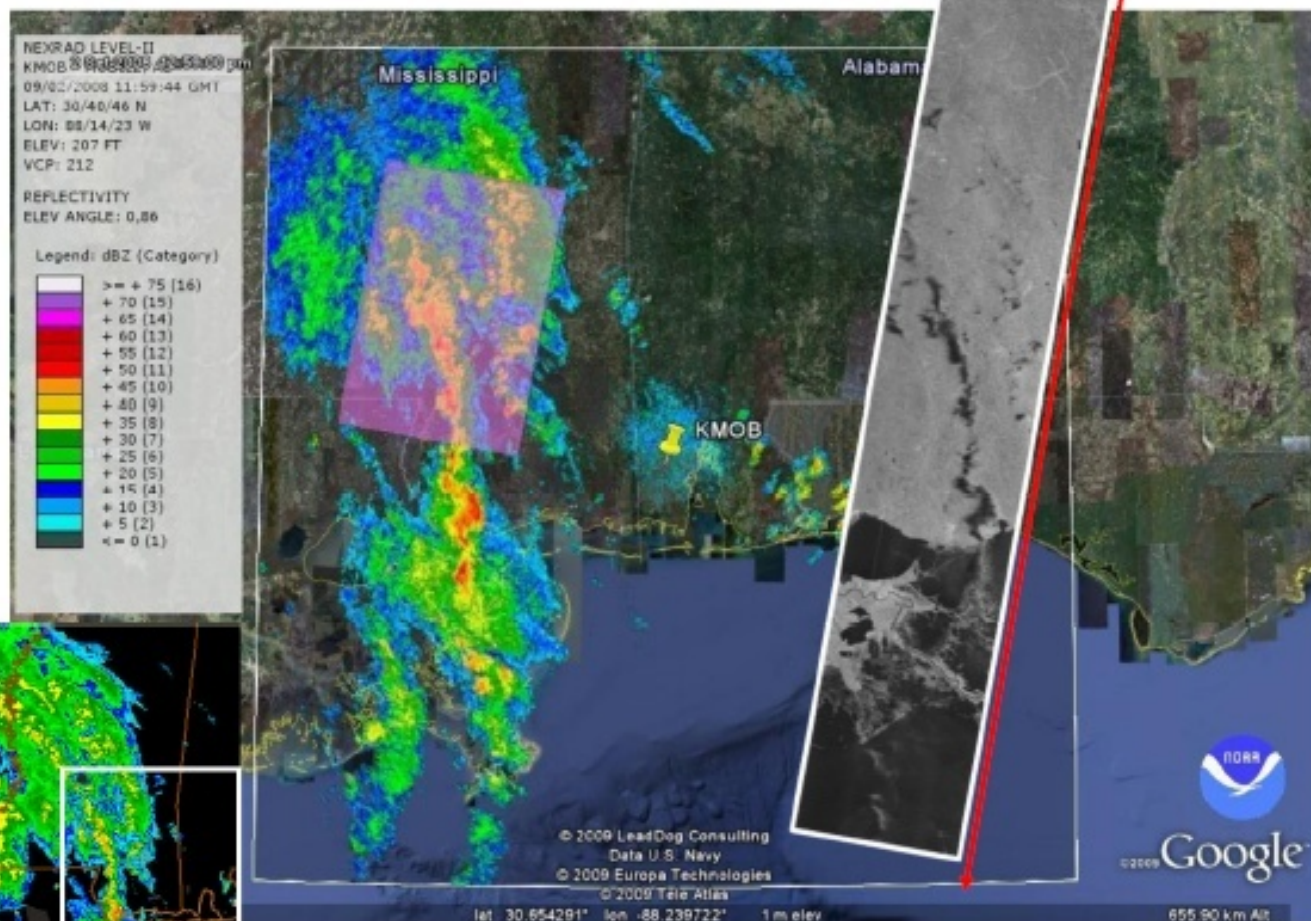 NEXRAD LEVEL-II
KMOB
09/02/2008 11:59:44 GMT
LAT: 30/40/46 N
LON: 88/14/23 W
ELEV: 207 FT
VCP: 212
REFLECTIVITY
ELEV ANGLE: 0,86
Legend: dBZ (Category)
>= + 75 (16)
+ 70 (15)
+ 65 (14)
+ 60 (13)
+ 55 (12)
+ 50 (11)
+ 45 (10)
+ 40 (9)
+ 35 (8)
+ 30 (7)
+ 25 (6)
+ 20 (5)
+ 15 (4)
+ 10 (3)
+ 5 (2)
<= 0 (1)
Mississippi
Alabama
KMOB
NOAA
© 2009 LeadDog Consulting
Data U.S. Navy
© 2009 Europa Technologies
© 2009 Tele Atlas
©2009 Google
lat 30.654291° lon -88.239722° 1 m elev
655.90 km Alt